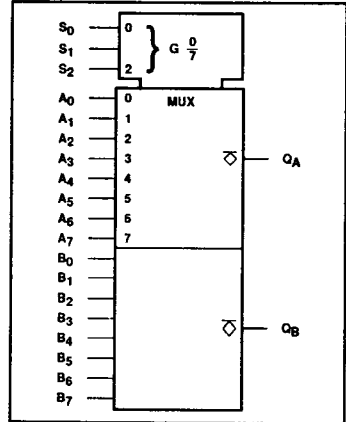 S0 0
S1 } G 0/7
S2 2
A0 0 MUX
A1 1
A2 2
A3 3 ◇ QA
A4 4
A5 5
A6 6
A7 7
B0
B1
B2
B3
B4 ◇ QB
B5
B6
B7